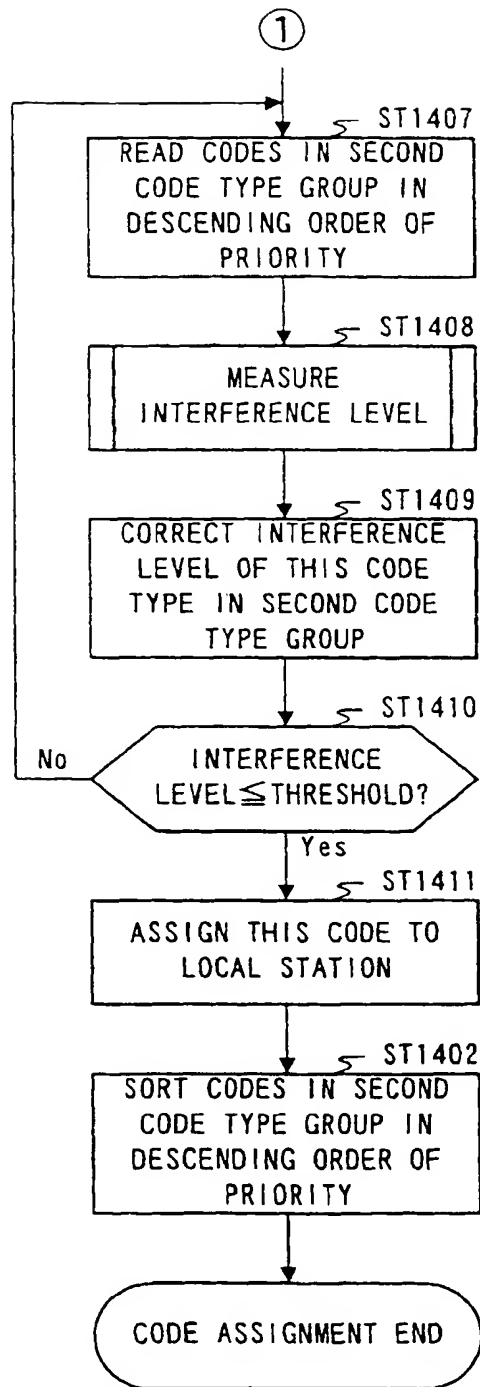 1
ST1407
READ CODES IN SECOND
CODE TYPE GROUP IN
DESCENDING ORDER OF
PRIORITY
ST1408
MEASURE
INTERFERENCE LEVEL
ST1409
CORRECT INTERFERENCE
LEVEL OF THIS CODE
TYPE IN SECOND CODE
TYPE GROUP
ST1410
No
INTERFERENCE
LEVEL≦THRESHOLD?
Yes
ST1411
ASSIGN THIS CODE TO
LOCAL STATION
ST1402
SORT CODES IN SECOND
CODE TYPE GROUP IN
DESCENDING ORDER OF
PRIORITY
CODE ASSIGNMENT END